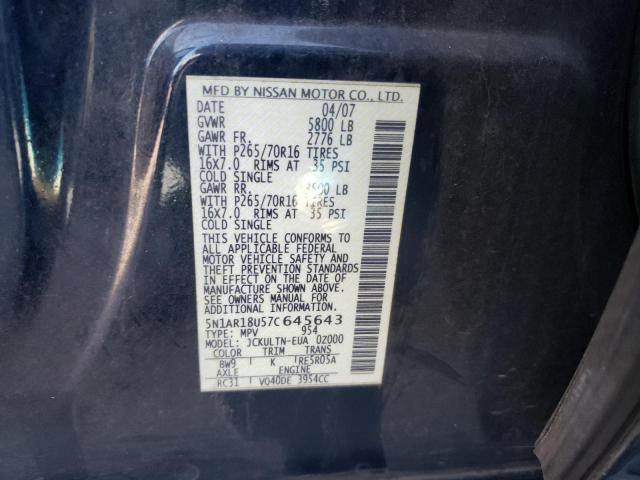 MFD BY NISSAN MOTOR CO., LTD.
DATE 04/07
GVWR 5800 LB
GAWR FR. 2776 LB
WITH P265/70R16 TIRES
16X7.0 RIMS AT 35 PSI
COLD SINGLE
GAWR RR. 3500 LB
WITH P265/70R16 TIRES
16X7.0 RIMS AT 35 PSI
COLD SINGLE
THIS VEHICLE CONFORMS TO
ALL APPLICABLE FEDERAL
MOTOR VEHICLE SAFETY AND
THEFT PREVENTION STANDARDS
IN EFFECT ON THE DATE OF
MANUFACTURE SHOWN ABOVE.
SEE OWNERS MANUAL FOR
ADDITIONAL INFORMATION.
5N1AR18U57C645643
TYPE: MPV 954
MODEL: JCKULTN-EUA 0Z000
COLOR TRIM TRANS
BW9 K RE5R05A
AXLE ENGINE
RC31 VQ40DE 3954CC